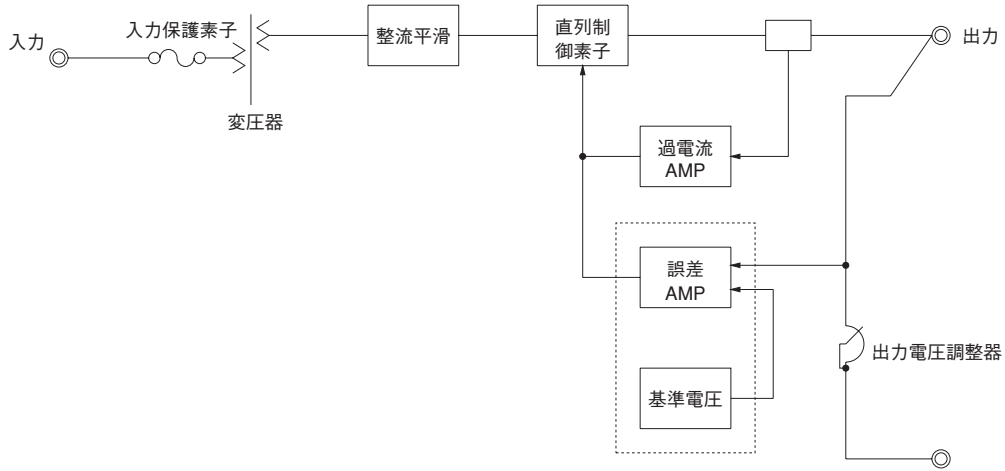 入力
入力保護素子
変圧器
整流平滑
直列制
御素子
出力
過電流
AMP
誤差
AMP
基準電圧
出力電圧調整器